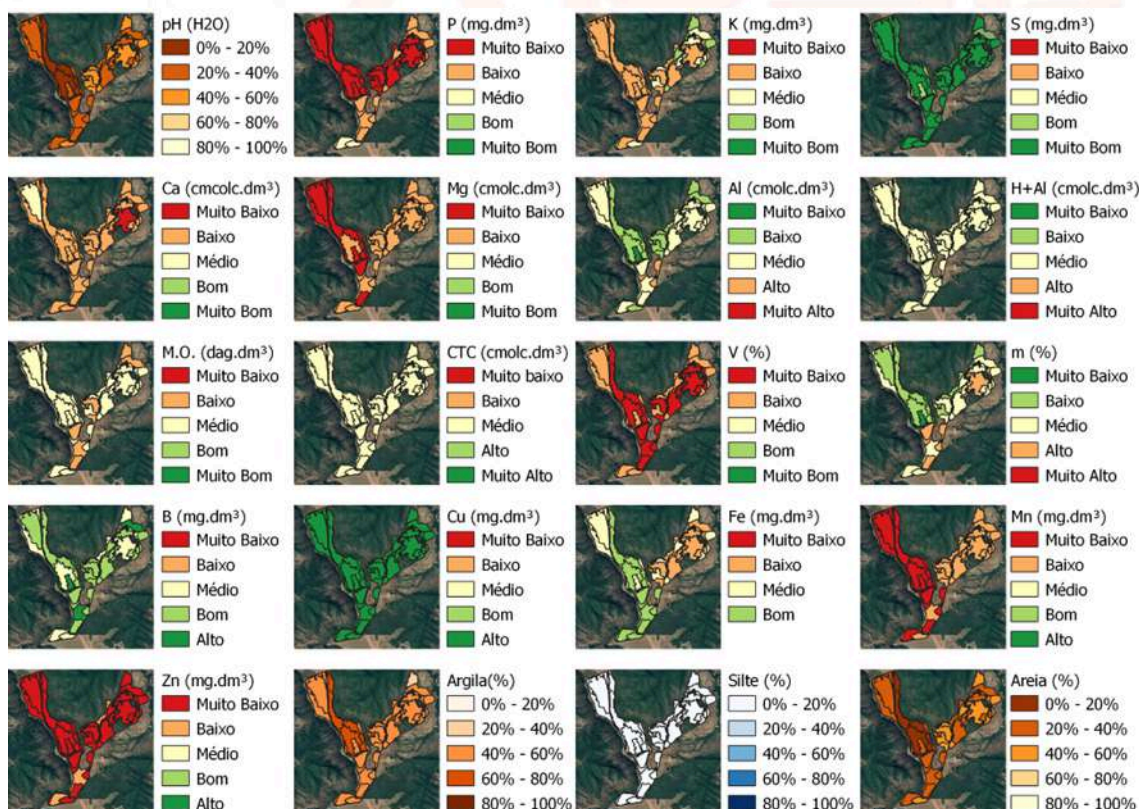 pH (H2O)
0% - 20%
20% - 40%
40% - 60%
60% - 80%
80% - 100%
P (mg.dm³)
Muito Baixo
Baixo
Médio
Bom
Muito Bom
K (mg.dm³)
Muito Baixo
Baixo
Médio
Bom
Muito Bom
S (mg.dm³)
Muito Baixo
Baixo
Médio
Bom
Muito Bom
Ca (cmcolc.dm³)
Muito Baixo
Baixo
Médio
Bom
Muito Bom
Mg (cmolc.dm³)
Muito Baixo
Baixo
Médio
Bom
Muito Bom
Al (cmolc.dm³)
Muito Baixo
Baixo
Médio
Alto
Muito Alto
H+Al (cmolc.dm³)
Muito Baixo
Baixo
Médio
Alto
Muito Alto
M.O. (dag.dm³)
Muito Baixo
Baixo
Médio
Bom
Muito Bom
CTC (cmolc.dm³)
Muito baixo
Baixo
Médio
Alto
Muito Alto
V (%)
Muito Baixo
Baixo
Médio
Bom
Muito Bom
m (%)
Muito Baixo
Baixo
Médio
Alto
Muito Alto
B (mg.dm³)
Muito Baixo
Baixo
Médio
Bom
Alto
Cu (mg.dm³)
Muito Baixo
Baixo
Médio
Bom
Alto
Fe (mg.dm³)
Muito Baixo
Baixo
Médio
Bom
Mn (mg.dm³)
Muito Baixo
Baixo
Médio
Bom
Alto
Zn (mg.dm³)
Muito Baixo
Baixo
Médio
Bom
Alto
Argila(%)
0% - 20%
20% - 40%
40% - 60%
60% - 80%
80% - 100%
Silte (%)
0% - 20%
20% - 40%
40% - 60%
60% - 80%
80% - 100%
Areia (%)
0% - 20%
20% - 40%
40% - 60%
60% - 80%
80% - 100%